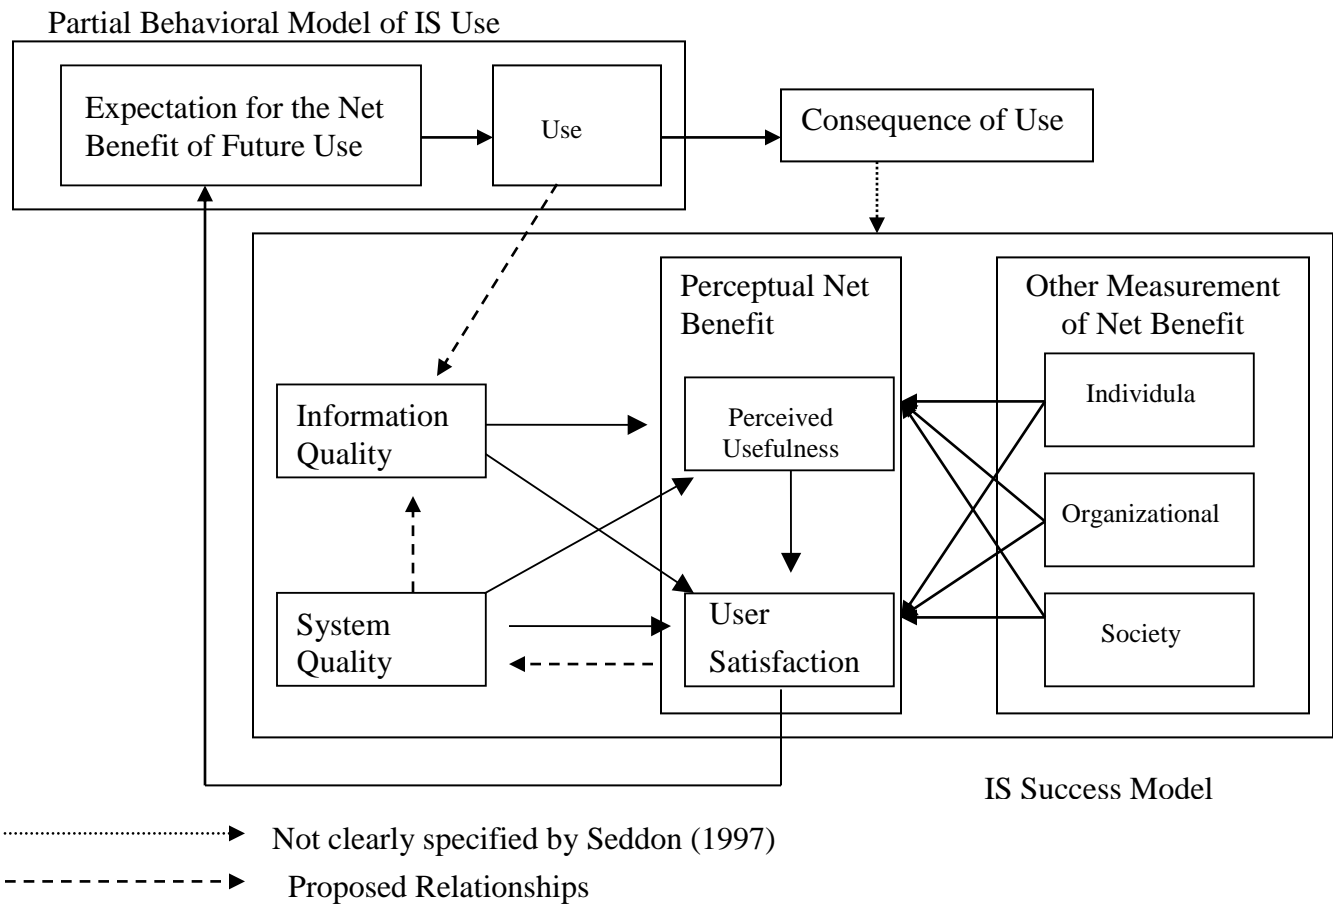 Partial Behavioral Model of IS Use
Expectation for the Net
Benefit of Future Use
Use
Consequence of Use
Perceptual Net
Benefit
Other Measurement
of Net Benefit
Information
Quality
Perceived
Usefulness
Individula
Organizational
System
Quality
User
Satisfaction
Society
IS Success Model
Not clearly specified by Seddon (1997)
Proposed Relationships